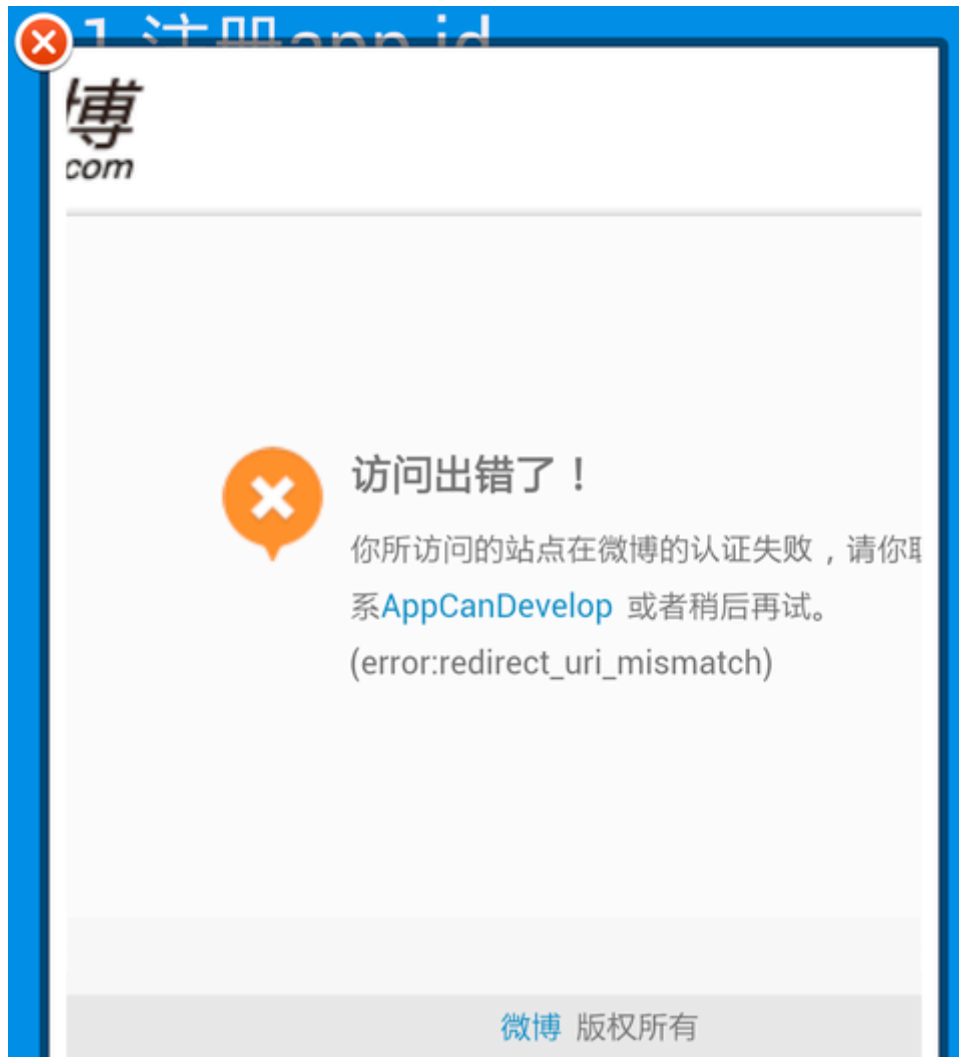 博
com
访问出错了！
你所访问的站点在微博的认证失败，请你联
系AppCanDevelop 或者稍后再试。
(error:redirect_uri_mismatch)
微博 版权所有